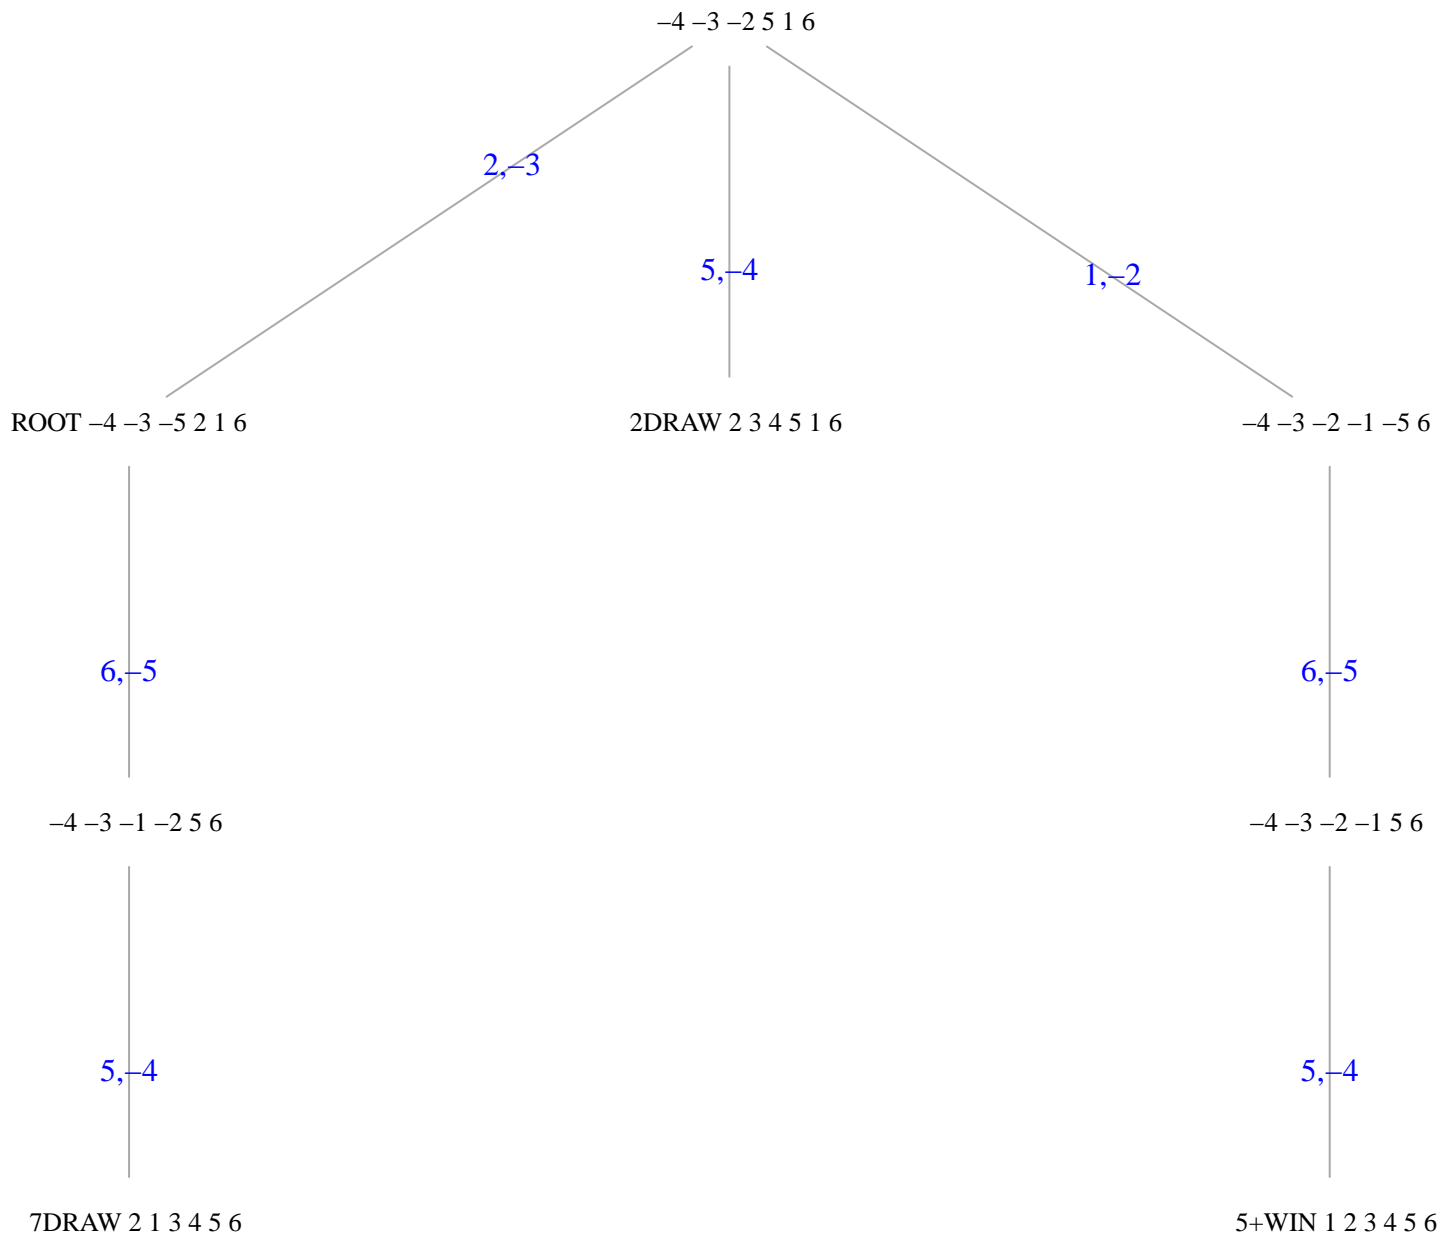 –4 –3 –2 5 1 6
2,–3
5,–4
1,–2
ROOT –4 –3 –5 2 1 6
2DRAW 2 3 4 5 1 6
–4 –3 –2 –1 –5 6
6,–5
6,–5
–4 –3 –1 –2 5 6
–4 –3 –2 –1 5 6
5,–4
5,–4
7DRAW 2 1 3 4 5 6
5+WIN 1 2 3 4 5 6